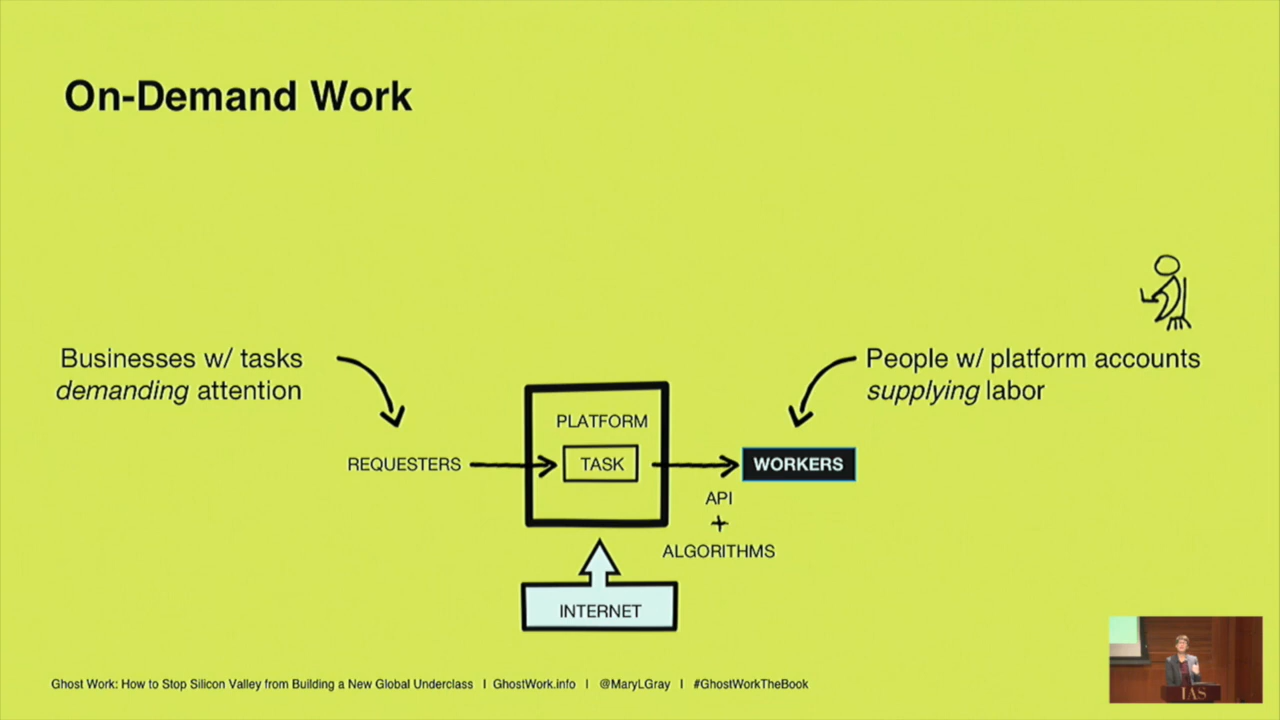 On-Demand Work
Businesses w/ tasks
demanding attention
People w/ platform accounts
supplying labor
PLATFORM
REQUESTERS
TASK
WORKERS
API
+
ALGORITHMS
INTERNET
Ghost Work: How to Stop Silicon Valley from Building a New Global Underclass | GhostWork.info | @MaryLGray | #GhostWorkTheBook
IAS